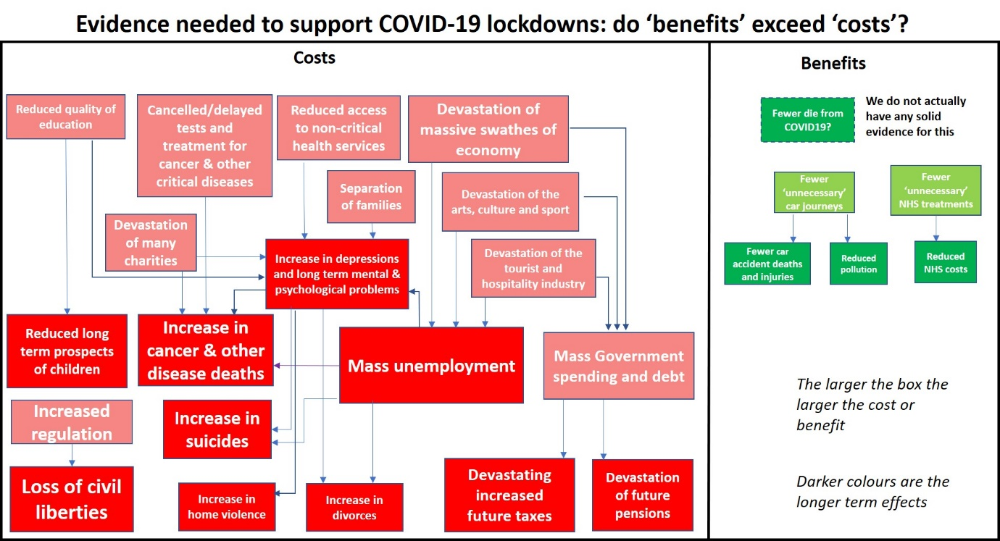 Evidence needed to support COVID-19 lockdowns: do ‘benefits’ exceed ‘costs’?
Costs
Reduced quality of
education
Cancelled/delayed
tests and
treatment for
cancer & other
critical diseases
Reduced access
to non-critical
health services
Devastation of
massive swathes of
economy
Separation
of families
Devastation of the
arts, culture and sport
Devastation
of many
charities
Increase in depressions
and long term mental &
psychological problems
Devastation of the
tourist and
hospitality industry
Reduced long
term prospects
of children
Increase in
cancer & other
disease deaths
Mass unemployment
Mass Government
spending and debt
Increased
regulation
Increase in
suicides
Loss of civil
liberties
Increase in
home violence
Increase in
divorces
Devastating
increased
future taxes
Devastation
of future
pensions
Benefits
Fewer die from
COVID19?
We do not actually
have any solid
evidence for this
Fewer
‘unnecessary’
car journeys
Fewer
‘unnecessary’
NHS treatments
Fewer car
accident deaths
and injuries
Reduced
pollution
Reduced
NHS costs
The larger the box the
larger the cost or
benefit
Darker colours are the
longer term effects